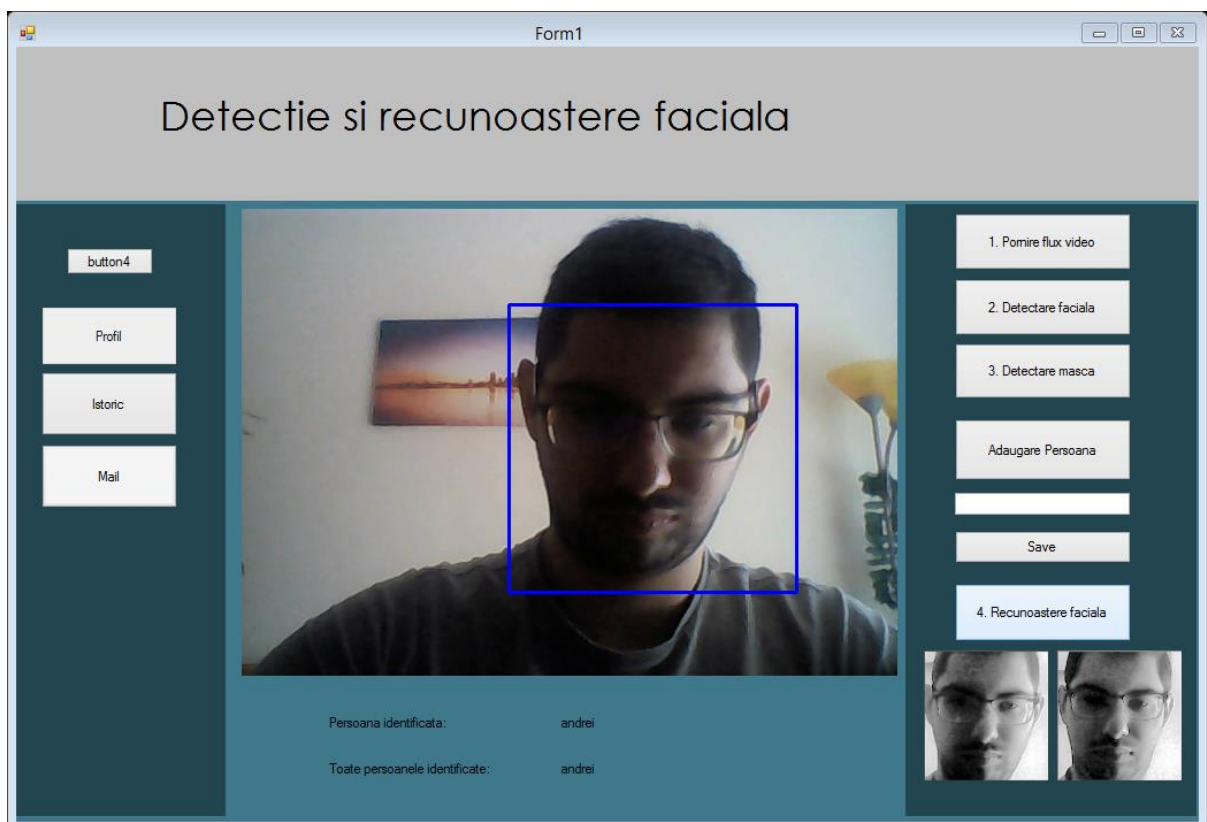 Form1
Detectie si recunoastere faciala
button4
Profil
Istoric
Mail
1. Pornire flux video
2. Detectare faciala
3. Detectare masca
Adaugare Persoana
Save
4. Recunoastere faciala
Persoana identificata: andrei
Toate persoanele identificate: andrei